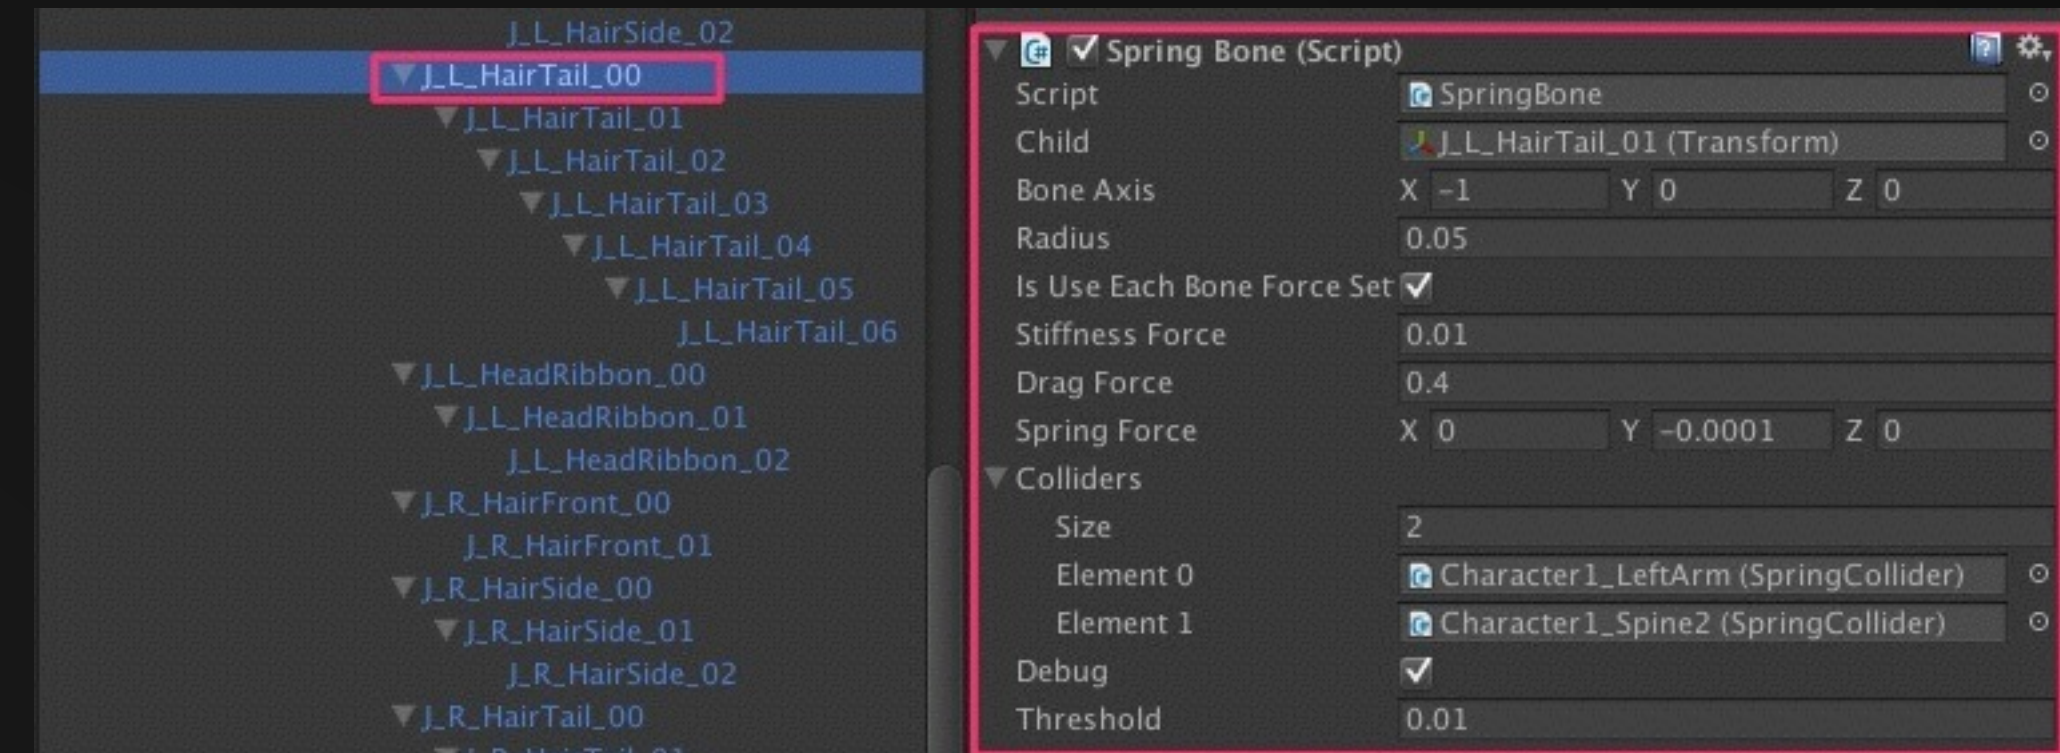 J_L_HairSide_02
J_L_HairTail_00
J_L_HairTail_01
J_L_HairTail_02
J_L_HairTail_03
J_L_HairTail_04
J_L_HairTail_05
J_L_HairTail_06
J_L_HeadRibbon_00
J_L_HeadRibbon_01
J_L_HeadRibbon_02
J_R_HairFront_00
J_R_HairFront_01
J_R_HairSide_00
J_R_HairSide_01
J_R_HairSide_02
J_R_HairTail_00
Spring Bone (Script)
Script SpringBone
Child J_L_HairTail_01 (Transform)
Bone Axis X -1 Y 0 Z 0
Radius 0.05
Is Use Each Bone Force Set
Stiffness Force 0.01
Drag Force 0.4
Spring Force X 0 Y -0.0001 Z 0
Colliders
Size 2
Element 0 Character1_LeftArm (SpringCollider)
Element 1 Character1_Spine2 (SpringCollider)
Debug
Threshold 0.01